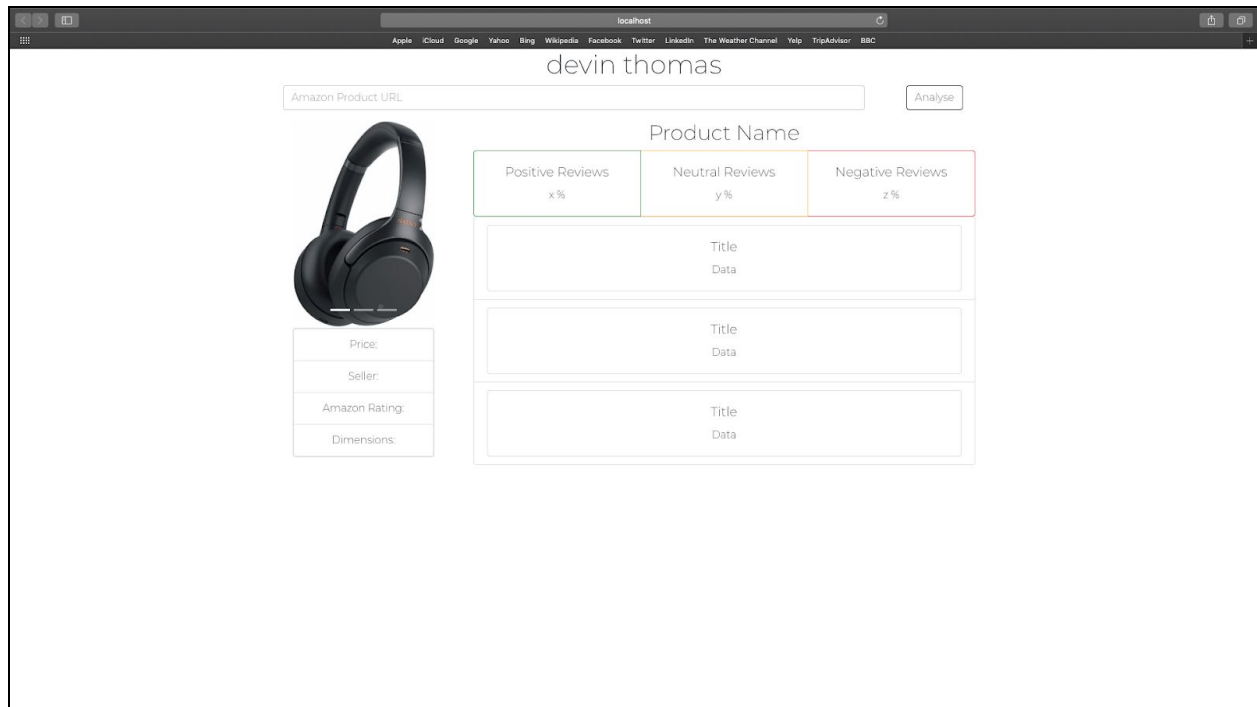 localhost
Apple iCloud Google Yahoo Bing Wikipedia Facebook Twitter LinkedIn The Weather Channel Yelp TripAdvisor BBC
devin thomas
Amazon Product URL
Analyse
Product Name
Positive Reviews
x %
Neutral Reviews
y %
Negative Reviews
z %
SONY
Title
Data
Title
Data
Title
Data
Price:
Seller:
Amazon Rating:
Dimensions: